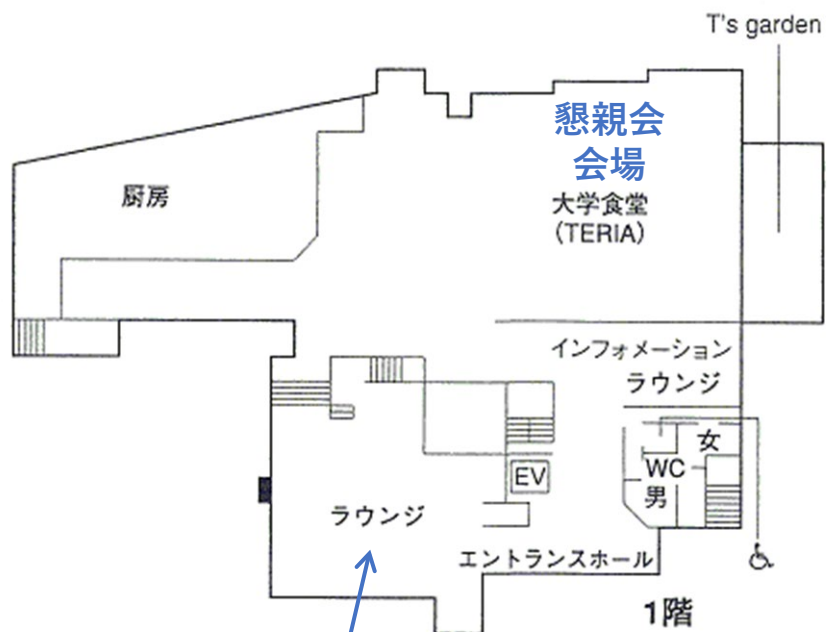 T's garden
懇親会
会場
大学食堂
(TERIA)
厨房
インフォメーション
ラウンジ
女
WC
男
EV
ラウンジ
エントランスホール
1階